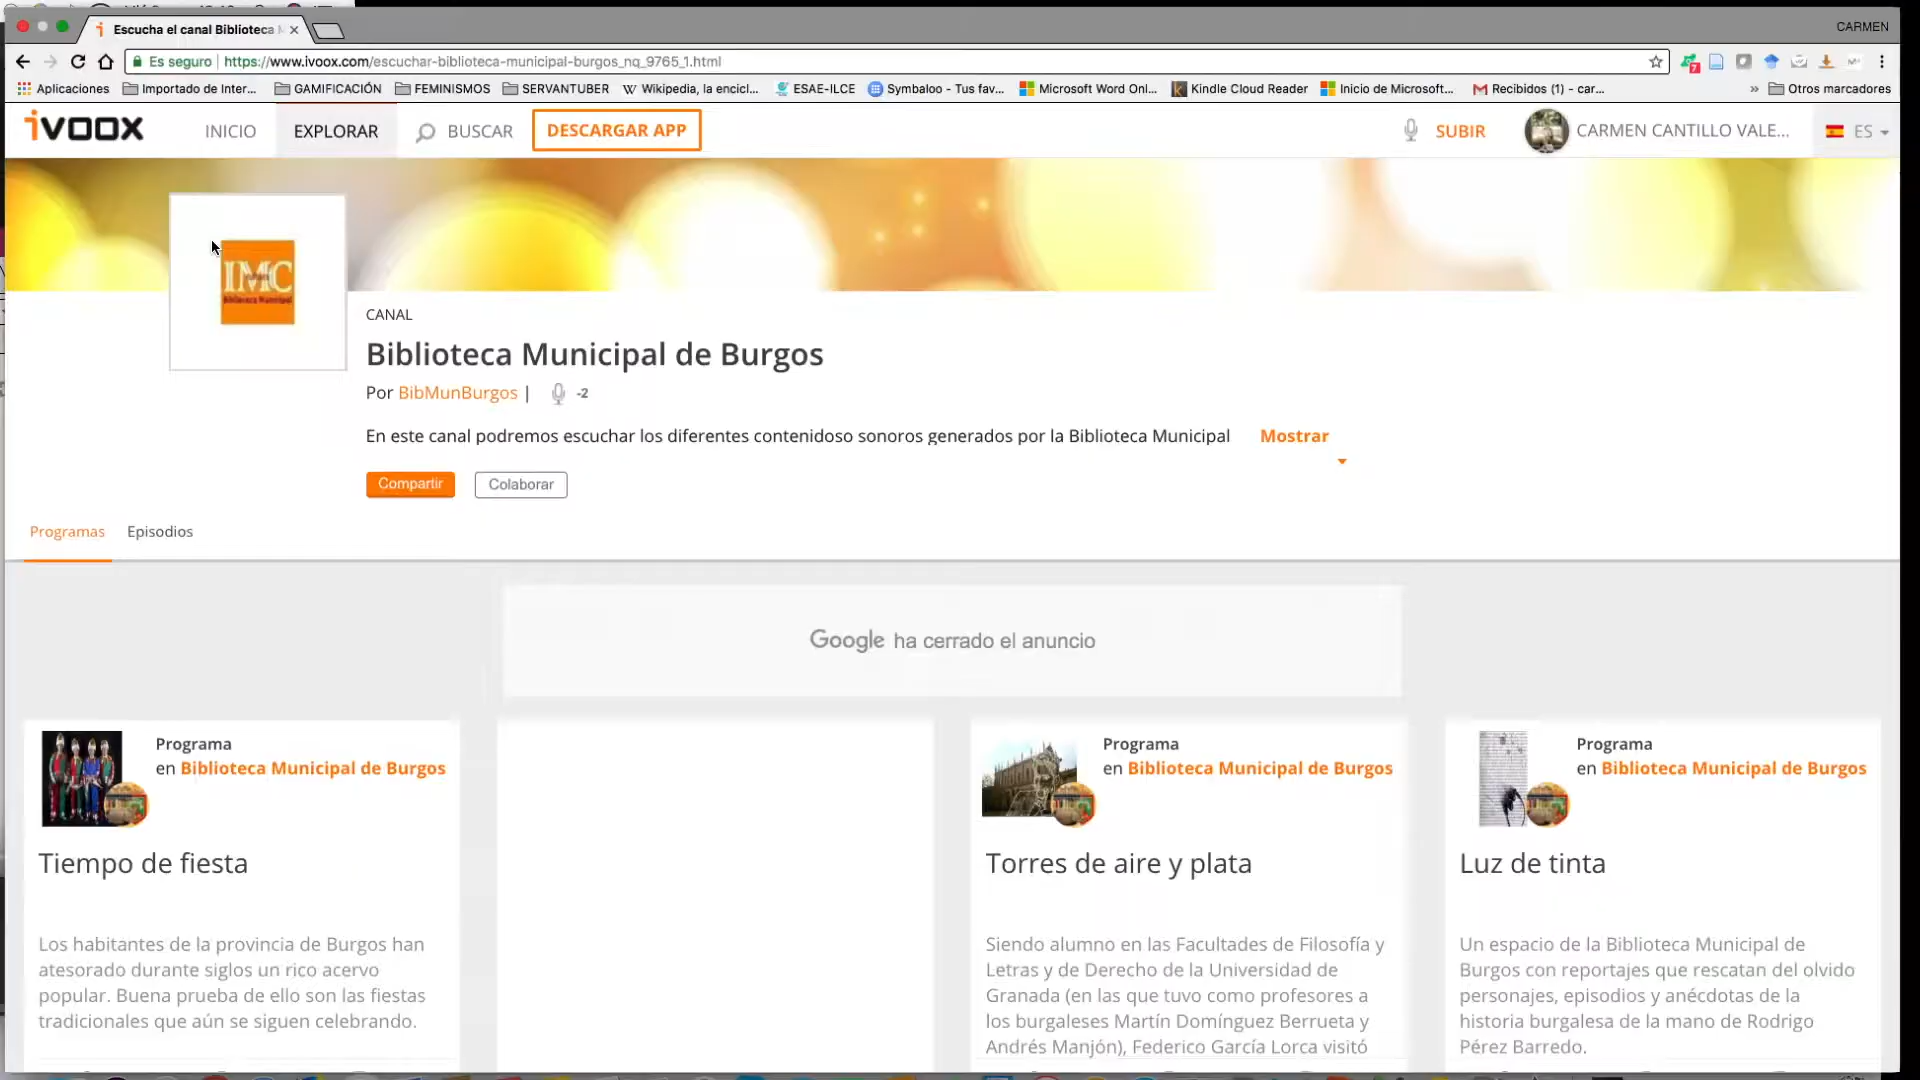 Escucha el canal Biblioteca
CARMEN
Es seguro https://www.ivoox.com/escuchar-biblioteca-municipal-burgos_nq_9765_1.html
Aplicaciones Importado de Inter... GAMIFICACIÓN FEMINISMOS SERVANTUBER Wikipedia, la encicl... ESAE-ILCE Symbaloo - Tus fav... Microsoft Word Onl... Kindle Cloud Reader Inicio de Microsoft... Recibidos (1) - car... » Otros marcadores
ivoox INICIO EXPLORAR BUSCAR DESCARGAR APP SUBIR CARMEN CANTILLO VALE... ES
IMC
Biblioteca Municipal
CANAL
Biblioteca Municipal de Burgos
Por BibMunBurgos | -2
En este canal podremos escuchar los diferentes contenidoso sonoros generados por la Biblioteca Municipal Mostrar
Compartir Colaborar
Programas Episodios
Google ha cerrado el anuncio
Programa
en Biblioteca Municipal de Burgos
Tiempo de fiesta
Los habitantes de la provincia de Burgos han
atesorado durante siglos un rico acervo
popular. Buena prueba de ello son las fiestas
tradicionales que aún se siguen celebrando.
Programa
en Biblioteca Municipal de Burgos
Torres de aire y plata
Siendo alumno en las Facultades de Filosofía y
Letras y de Derecho de la Universidad de
Granada (en las que tuvo como profesores a
los burgaleses Martín Domínguez Berrueta y
Andrés Manjón), Federico García Lorca visitó
Programa
en Biblioteca Municipal de Burgos
Luz de tinta
Un espacio de la Biblioteca Municipal de
Burgos con reportajes que rescatan del olvido
personajes, episodios y anécdotas de la
historia burgalesa de la mano de Rodrigo
Pérez Barredo.